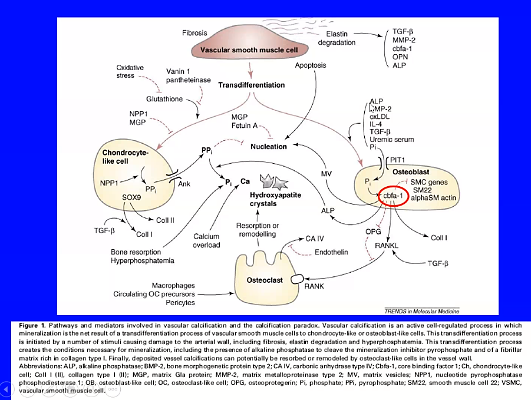 Fibrosis
Vascular smooth muscle cell
Elastin
degradation
TGF-β
MMP-2
cbfa-1
OPN
ALP
Oxidative
stress
Vanin 1
pantheteinase
Glutathione
Transdifferentiation
Apoptosis
NPP1
MGP
MGP
Fetuin A
Nucleation
ALP
BMP-2
oxLDL
IL-4
TGF-β
Uremic serum
Pi
PIT1
Chondrocyte-
like cell
NPP1
PPi
SOX9
Ank
PPi
Pi
Ca
MV
Osteoblast
Pi
cbfa-1
SMC genes
SM22
alphaSM actin
Hydroxyapatite
crystals
ALP
TGF-β
Coll II
Coll I
Bone resorption
Hyperphosphatemia
Calcium
overload
Resorption or
remodelling
CA IV
Endothelin
OPG
RANKL
Coll I
TGF-β
Osteoclast
RANK
Macrophages
Circulating OC precursors
Pericytes
TRENDS in Molecular Medicine
Figure 1. Pathways and mediators involved in vascular calcification and the calcification paradox. Vascular calcification is an active cell-regulated process in which
mineralization is the net result of a transdifferentiation process of vascular smooth muscle cells to chondrocyte-like or osteoblast-like cells. This transdifferentiation process
is initiated by a number of stimuli causing damage to the arterial wall, including fibrosis, elastin degradation and hyperphosphatemia. This transdifferentiation process
creates the conditions necessary for mineralization, including the presence of alkaline phosphatase to cleave the mineralization inhibitor pyrophosphate and of a fibrillar
matrix rich in collagen type I. Finally, deposited vessel calcifications can potentially be resorbed or remodeled by osteoclast-like cells in the vessel wall.
Abbreviations: ALP, alkaline phosphatase; BMP-2, bone morphogenetic protein type 2; CA IV, carbonic anhydrase type IV; Cbfa-1, core binding factor 1; Ch, chondrocyte-like
cell; Coll I (II), collagen type I (II); MGP, matrix Gla protein; MMP-2, matrix metalloproteinase type 2; MV, matrix vesicles; NPP1, nucleotide pyrophosphatase
phosphodiesterase 1; OB, osteoblast-like cell; OC, osteoclast-like cell; OPG, osteoprotegerin; Pi, phosphate; PPi, pyrophosphate; SM22, smooth muscle cell 22; VSMC,
vascular smooth muscle cell.